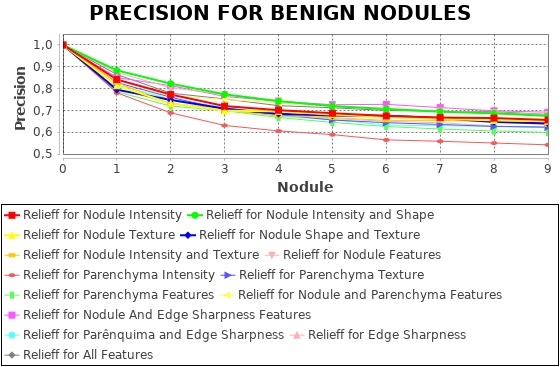 PRECISION FOR BENIGN NODULES
Precision
1,0
0,9
0,8
0,7
0,6
0,5
0 1 2 3 4 5 6 7 8 9
Nodule
Relieff for Nodule Intensity Relieff for Nodule Intensity and Shape
Relieff for Nodule Texture Relieff for Nodule Shape and Texture
Relieff for Nodule Intensity and Texture Relieff for Nodule Features
Relieff for Parenchyma Intensity Relieff for Parenchyma Texture
Relieff for Parenchyma Features Relieff for Nodule and Parenchyma Features
Relieff for Nodule And Edge Sharpness Features
Relieff for Parênquima and Edge Sharpness Relieff for Edge Sharpness
Relieff for All Features